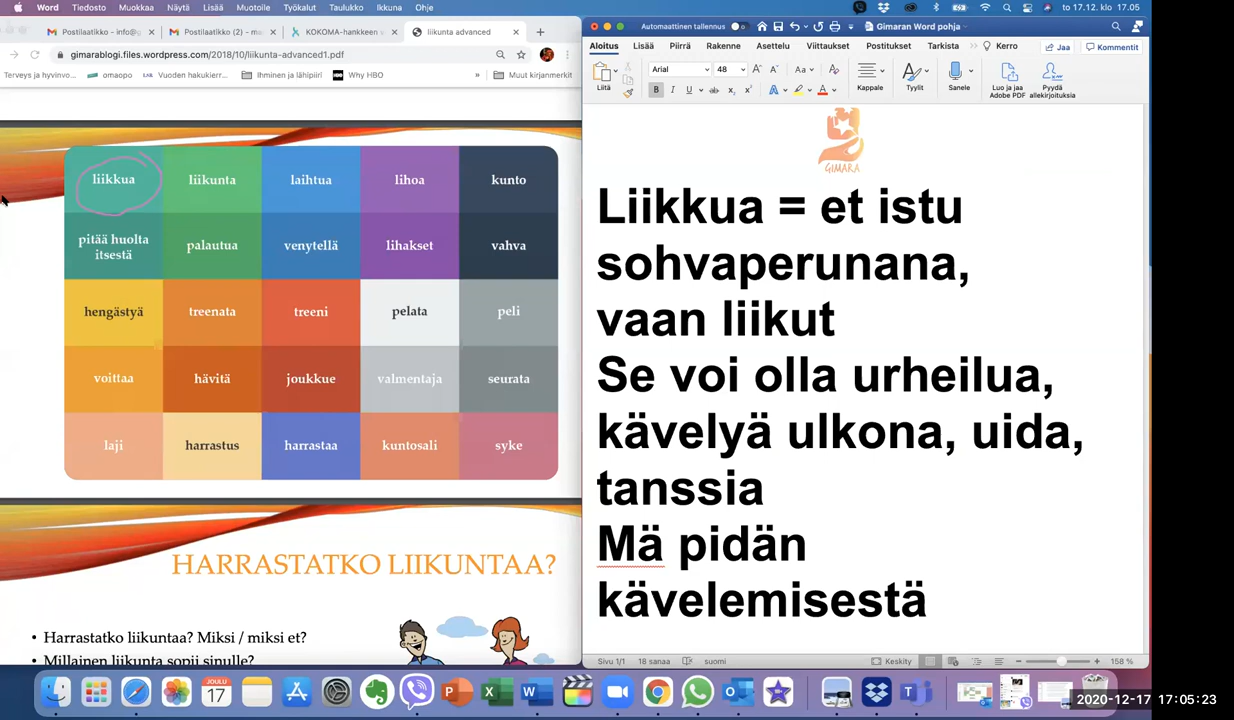 Word Tiedosto Muokkaa Näytä Lisää Muotoile Työkalut Taulukko Ikkuna Ohje
to 17.12. klo 17.05
Postilaatikko - info@g
Postilaatikko (2) - m
KOKOMA-hankkeen s
liikunta advanced
gimarablogi.files.wordpress.com/2018/10/liikunta-advanced1.pdf
Terveys ja hyvinvo...
omaopo
Vuoden hakukierr...
Ihminen ja lähipiiri
Why HBO
»
Muut kirjanmerkit
liikkua liikunta laihtua lihoa kunto
pitää huolta
itsestä
palautua venytellä lihakset vahva
hengästyä treenata treeni pelata peli
voittaa hävitä joukkue valmentaja seurata
laji harrastus harrastaa kuntosali syke
HARRASTATKO LIIKUNTAA?
• Harrastatko liikuntaa? Miksi / miksi et?
• Millainen liikunta sopii sinulle?
Automaattinen tallennus
Gimaran Word pohja
Aloitus Lisää Piirrä Rakenne Asettelu Viittaukset Postitukset Tarkista » Kerro
Jaa
Kommentit
Liitä
Arial
48
Kappale
Tyylit
Sanele
Luo ja jaa
Adobe PDF
Pyydä
allekirjoituksia
GIMARA
Liikkua = et istu
sohvaperunana,
vaan liikut
Se voi olla urheilua,
kävelyä ulkona, uida,
tanssia
Mä pidän
kävelemisestä
Sivu 1/1 18 sanaa suomi
Keskity
158 %
JOULU
17
2020-12-17 17:05:23